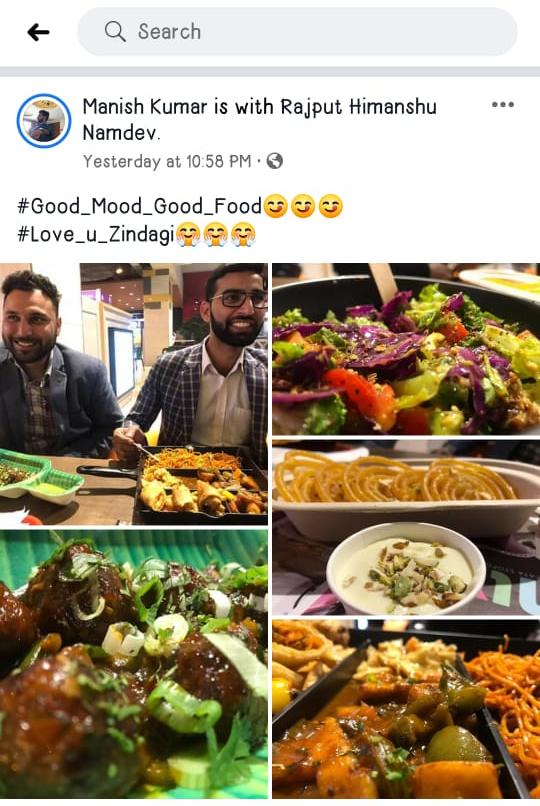 Search
Manish Kumar is with Rajput Himanshu
Namdev.
Yesterday at 10:58 PM ·
#Good_Mood_Good_Food😋😋😋
#Love_u_Zindagi🤗🤗🤗